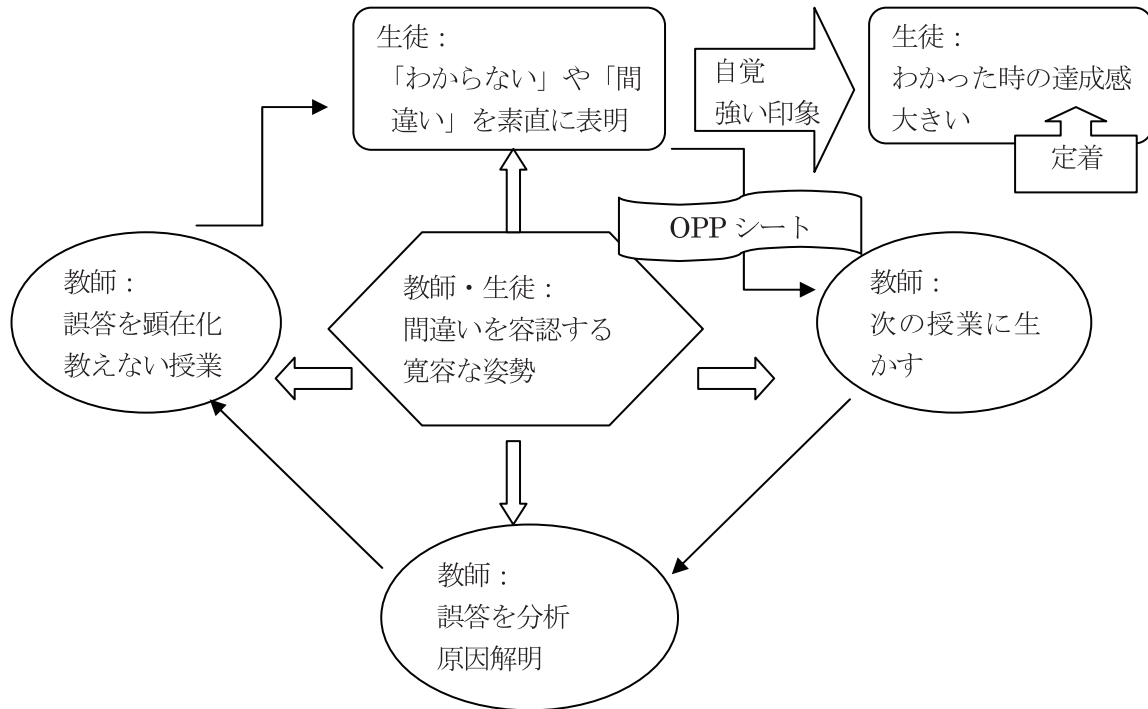 生徒：
「わからない」や「間
違い」を素直に表明
自覚
強い印象
生徒：
わかった時の達成感
大きい
定着
OPP シート
教師：
誤答を顕在化
教えない授業
教師・生徒：
間違いを容認する
寛容な姿勢
教師：
次の授業に生
かす
教師：
誤答を分析
原因解明